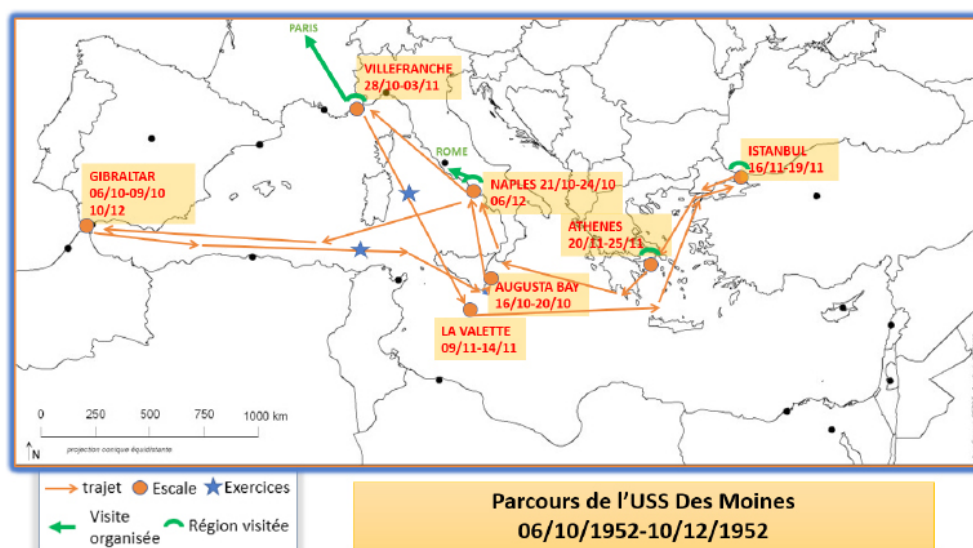 PARIS
VILLEFRANCHE
28/10-03/11
ROME
ISTANBUL
16/11-19/11
GIBRALTAR
06/10-09/10
10/12
NAPLES 21/10-24/10
06/12
ATHENES
20/11-25/11
AUGUSTA BAY
16/10-20/10
LA VALETTE
09/11-14/11
0 250 500 750 1000 km
N
projection conique équidistante
trajet Escale Exercices
Visite organisée
Région visitée
Parcours de l'USS Des Moines
06/10/1952-10/12/1952